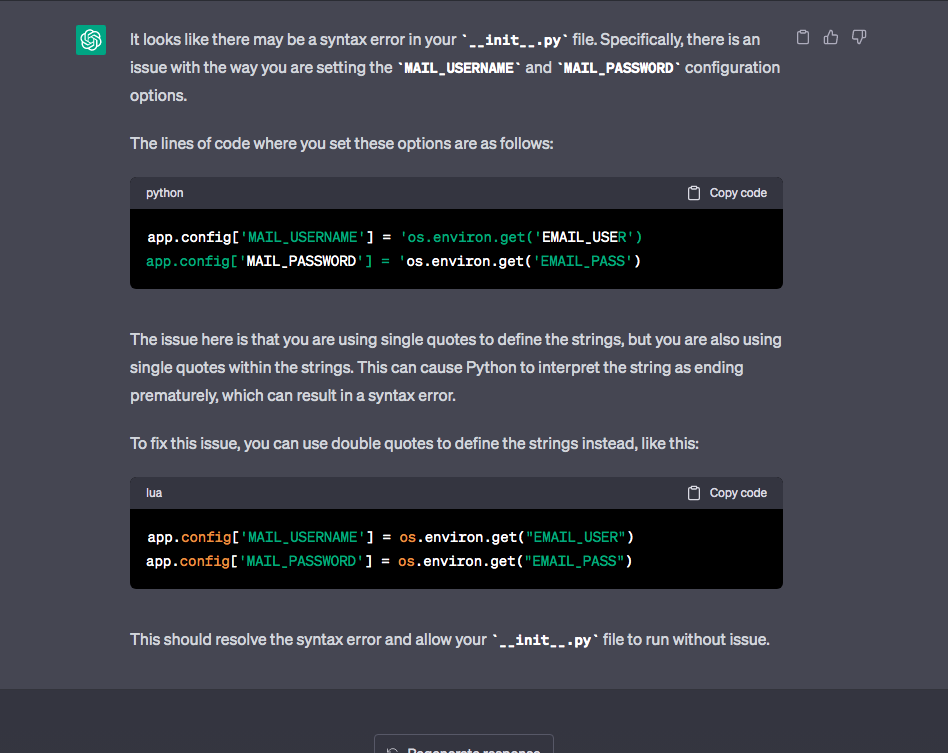 It looks like there may be a syntax error in your `__init__.py` file. Specifically, there is an
issue with the way you are setting the `MAIL_USERNAME` and `MAIL_PASSWORD` configuration
options.
The lines of code where you set these options are as follows:
python Copy code
app.config['MAIL_USERNAME'] = 'os.environ.get('EMAIL_USER')
app.config['MAIL_PASSWORD'] = 'os.environ.get('EMAIL_PASS')
The issue here is that you are using single quotes to define the strings, but you are also using
single quotes within the strings. This can cause Python to interpret the string as ending
prematurely, which can result in a syntax error.
To fix this issue, you can use double quotes to define the strings instead, like this:
lua Copy code
app.config['MAIL_USERNAME'] = os.environ.get("EMAIL_USER")
app.config['MAIL_PASSWORD'] = os.environ.get("EMAIL_PASS")
This should resolve the syntax error and allow your `__init__.py` file to run without issue.
Regenerate response